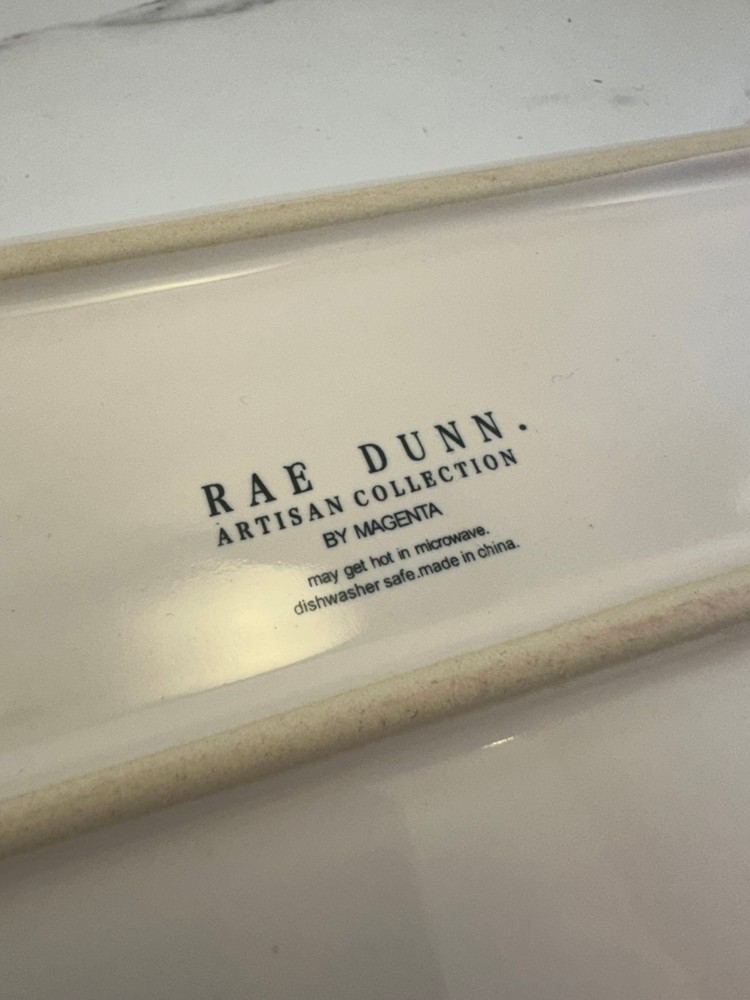 RAE DUNN.
ARTISAN COLLECTION
BY MAGENTA
may get hot in microwave.
dishwasher safe.made in china.